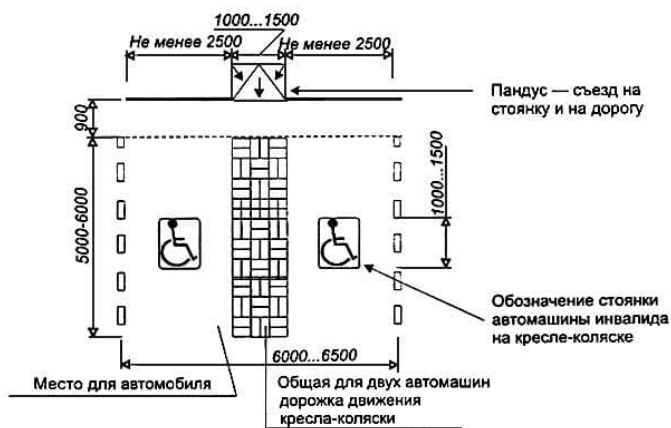 1000...1500
Не менее 2500
Не менее 2500
Пандус — съезд на
стоянку и на дорогу
900
5000-6000
1000...1500
Обозначение стоянки
автомашины инвалида
на кресле-коляске
6000...6500
Место для автомобиля
Общая для двух автомашин
дорожка движения
кресла-коляски